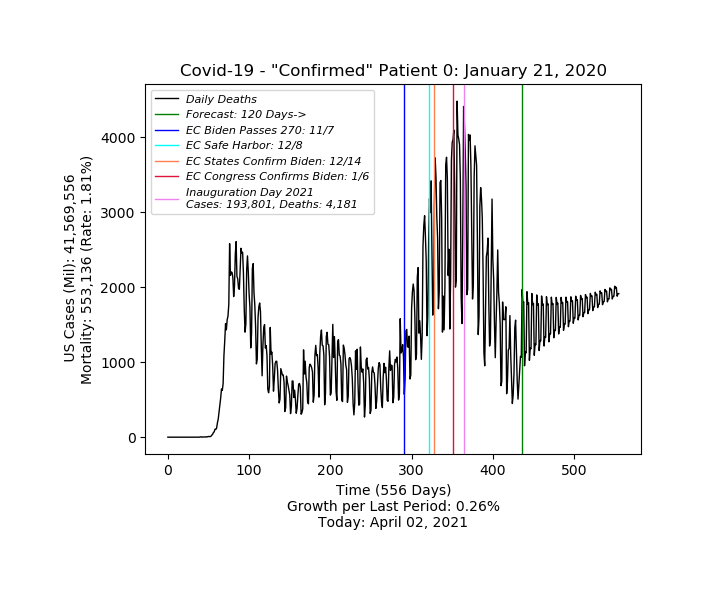 Covid-19 - "Confirmed" Patient 0: January 21, 2020
Daily Deaths
Forecast: 120 Days->
EC Biden Passes 270: 11/7
EC Safe Harbor: 12/8
EC States Confirm Biden: 12/14
EC Congress Confirms Biden: 1/6
Inauguration Day 2021
Cases: 193,801, Deaths: 4,181
US Cases (Mil): 41,569,556
Mortality: 553,136 (Rate: 1.81%)
4000
3000
2000
1000
0
0 100 200 300 400 500
Time (556 Days)
Growth per Last Period: 0.26%
Today: April 02, 2021